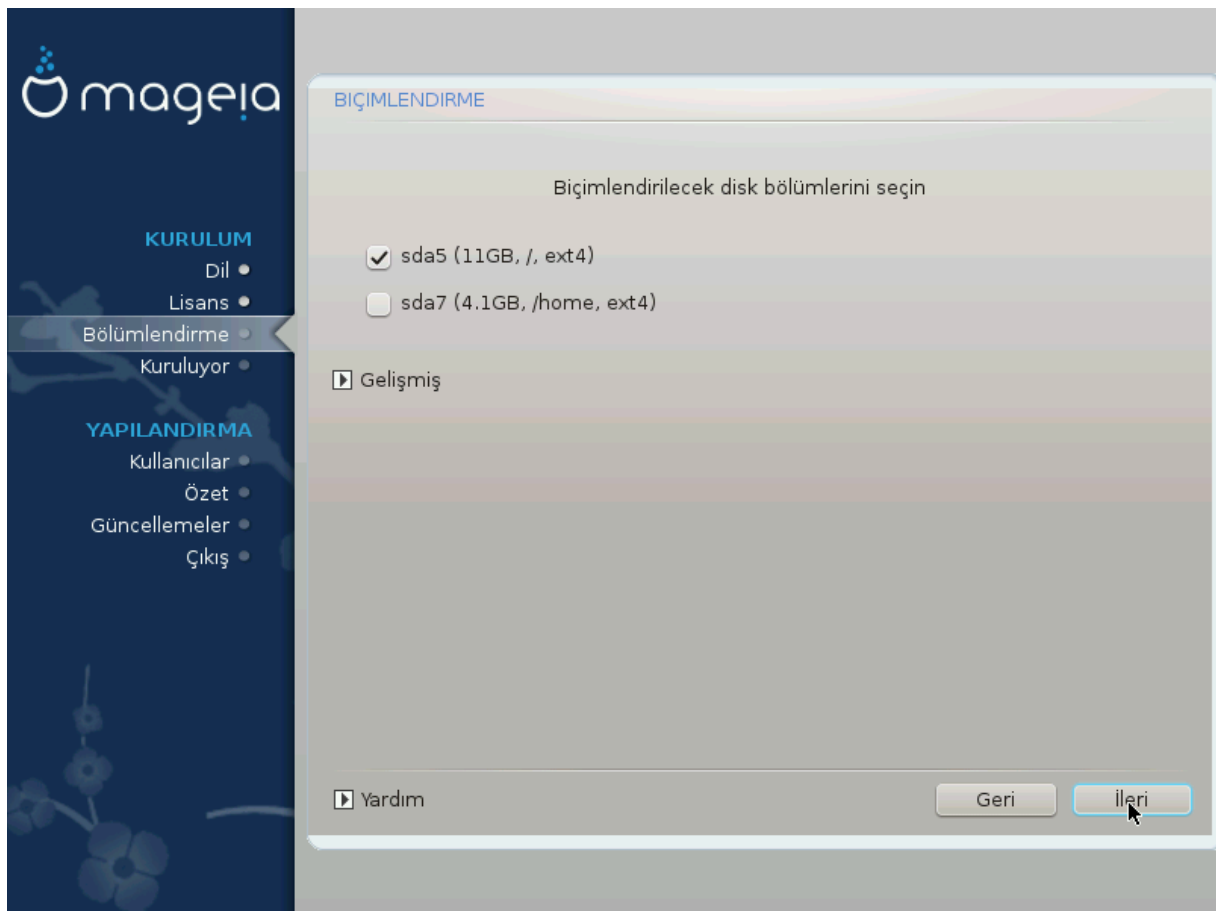 mageia
KURULUM
Dil
Lisans
Bölümlendirme
Kuruluyor
YAPILANDIRMA
Kullanıcılar
Özet
Güncellemeler
Çıkış
BIÇIMLENDIRME
Biçimlendirilecek disk bölümlerini seçin
sda5 (11GB, /, ext4)
sda7 (4.1GB, /home, ext4)
Gelişmiş
Yardım
Geri
İleri